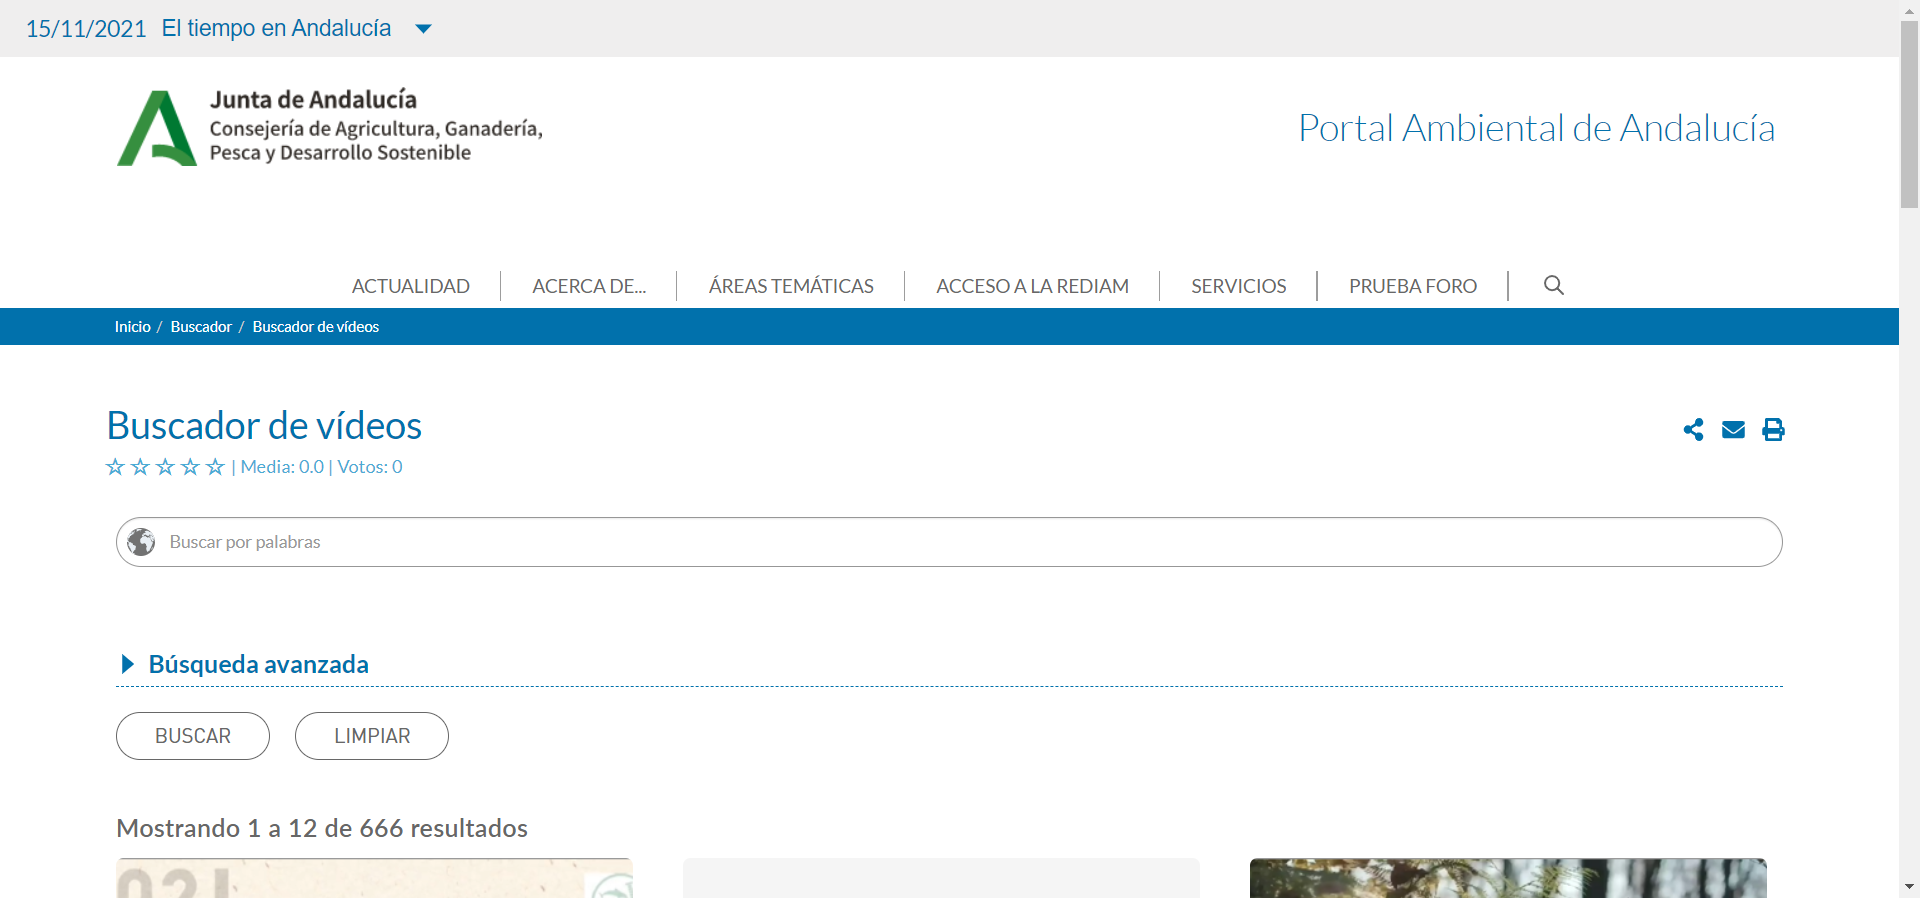 15/11/2021 El tiempo en Andalucía
Junta de Andalucía
Consejería de Agricultura, Ganadería,
Pesca y Desarrollo Sostenible
Portal Ambiental de Andalucía
ACTUALIDAD ACERCA DE... ÁREAS TEMÁTICAS ACCESO A LA REDIAM SERVICIOS PRUEBA FORO
Inicio / Buscador / Buscador de vídeos
Buscador de vídeos
| Media: 0.0 | Votos: 0
Buscar por palabras
Búsqueda avanzada
BUSCAR LIMPIAR
Mostrando 1 a 12 de 666 resultados